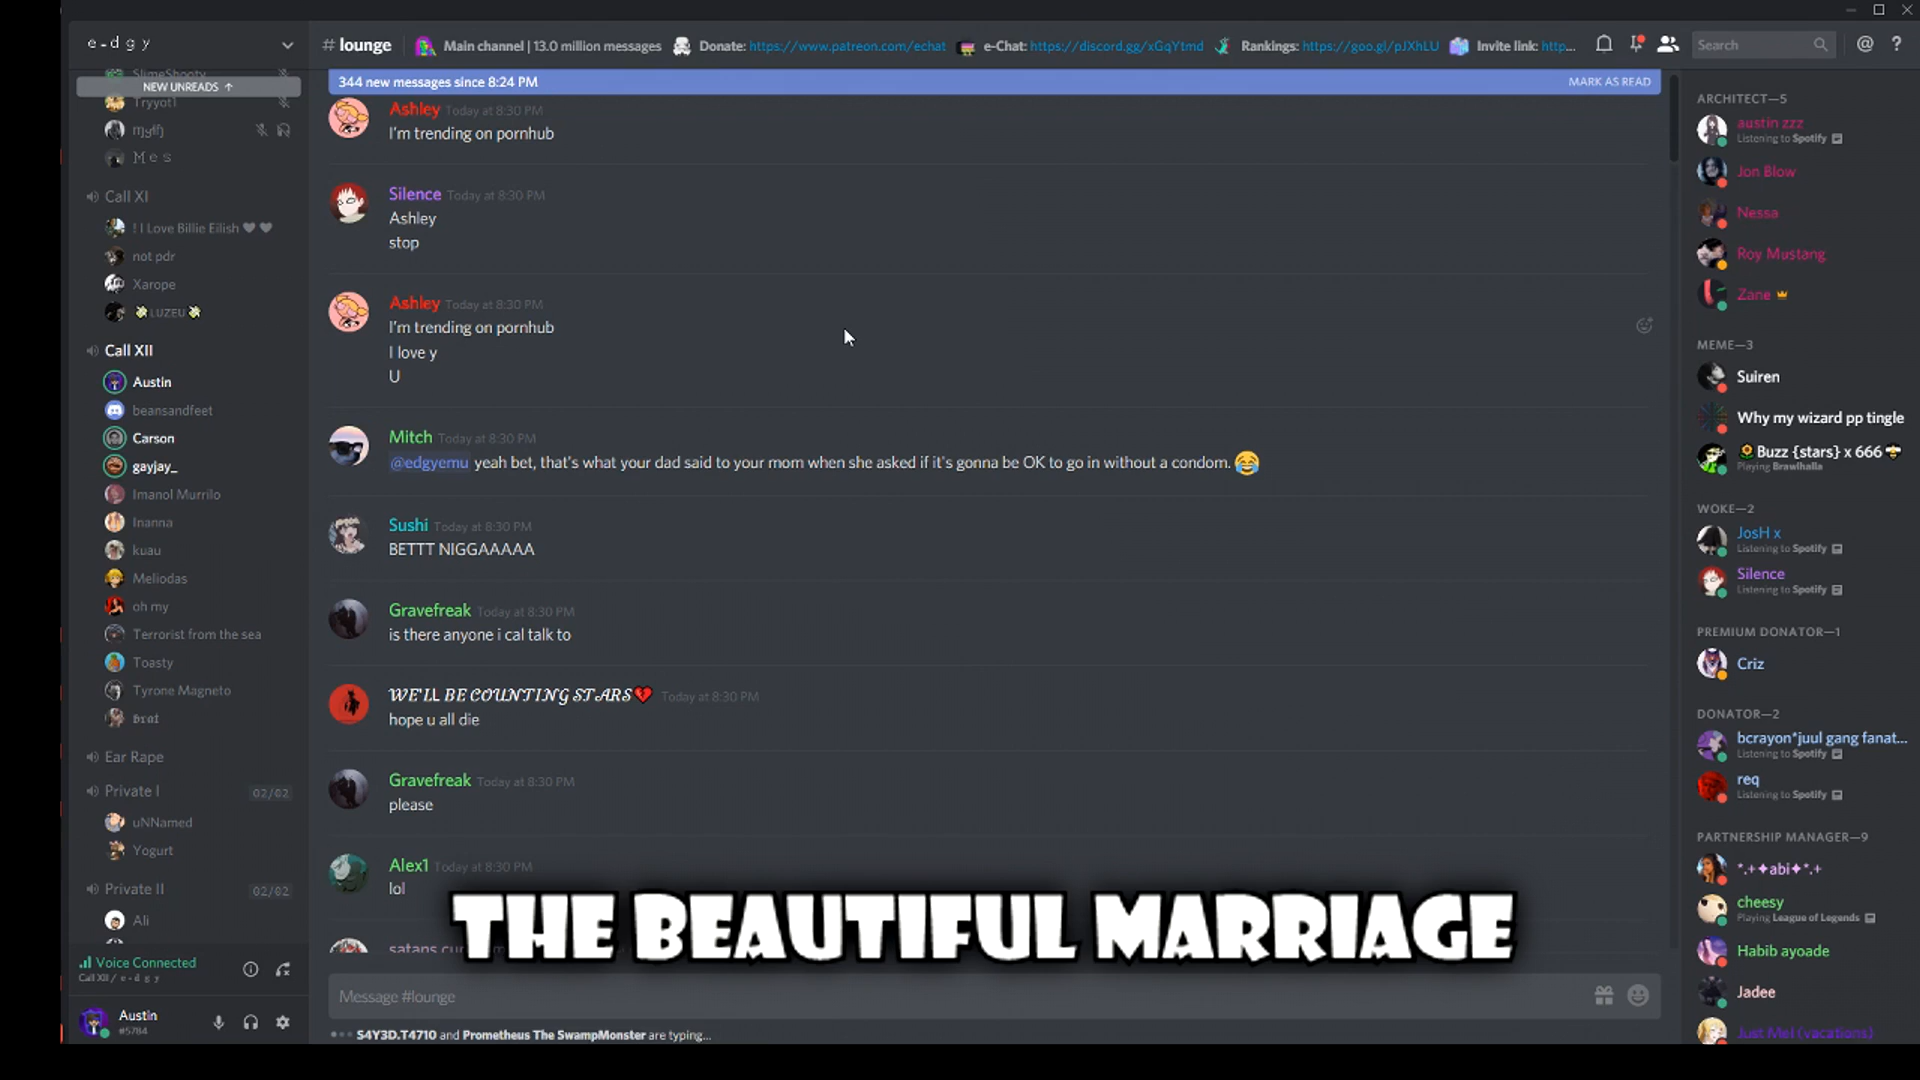 e - d g y
# lounge
Main channel | 13.0 million messages
Donate: https://www.patreon.com/echat
e-Chat: https://discord.gg/xGqYtmd
Rankings: https://goo.gl/pJXhLU
Invite link: http...
Search
SlimeShooty
NEW UNREADS ↑
Tryyot1
M e s
Call XI
! I Love Billie Eilish ♥ ♥
not pdr
Xarope
LUZEU
Call XII
Austin
beansandfeet
Carson
gayjay_
Imanol Murrilo
Inanna
kuau
Meliodas
oh my
Terrorist from the sea
Toasty
Tyrone Magneto
Brat
Ear Rape
Private I
02/02
uNNamed
Yogurt
Private II
02/02
Ali
Voice Connected
Call XII / e - d g y
Austin
#5784
344 new messages since 8:24 PM
MARK AS READ
Ashley Today at 8:30 PM
I'm trending on pornhub
Silence Today at 8:30 PM
Ashley
stop
Ashley Today at 8:30 PM
I'm trending on pornhub
I love y
U
Mitch Today at 8:30 PM
@edgyemu yeah bet, that's what your dad said to your mom when she asked if it's gonna be OK to go in without a condom. 😂
Sushi Today at 8:30 PM
BETTT NIGGAAAAA
Gravefreak Today at 8:30 PM
is there anyone i cal talk to
WE'LL BE COUNTING STARS💔 Today at 8:30 PM
hope u all die
Gravefreak Today at 8:30 PM
please
Alex1 Today at 8:30 PM
lol
THE BEAUTIFUL MARRIAGE
Message #lounge
S4Y3D.T4710 and Prometheus The SwampMonster are typing...
ARCHITECT—5
austin zzz
Listening to Spotify
Jon Blow
Nessa
Roy Mustang
Zane
MEME—3
Suiren
Why my wizard pp tingle
Buzz {stars} x 666
Playing Brawlhalla
WOKE—2
JosH x
Listening to Spotify
Silence
Listening to Spotify
PREMIUM DONATOR—1
Criz
DONATOR—2
bcrayon*juul gang fanat...
Listening to Spotify
req
Listening to Spotify
PARTNERSHIP MANAGER—9
*.+✦abi✦*.+
cheesy
Playing League of Legends
Habib ayoade
Jadee
Just Mel (vacations)